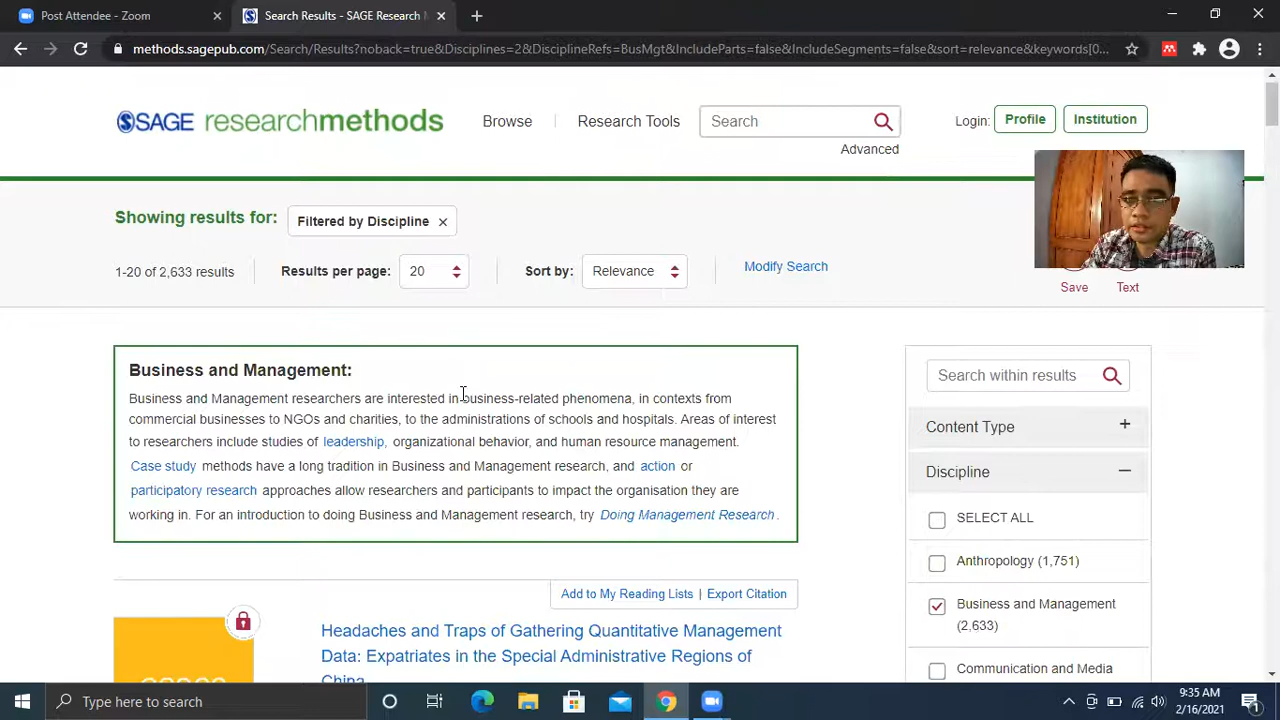 Post Attendee - Zoom
Search Results - SAGE Research M
methods.sagepub.com/Search/Results?noback=true&Disciplines=2&DisciplineRefs=BusMgt&IncludeParts=false&IncludeSegments=false&sort=relevance&keywords[0...
SAGE researchmethods
Browse
Research Tools
Search
Login:
Profile
Institution
Advanced
Showing results for:
Filtered by Discipline ×
1-20 of 2,633 results
Results per page:
20
Sort by:
Relevance
Modify Search
Save
Text
Business and Management:
Business and Management researchers are interested in business-related phenomena, in contexts from
commercial businesses to NGOs and charities, to the administrations of schools and hospitals. Areas of interest
to researchers include studies of leadership, organizational behavior, and human resource management.
Case study methods have a long tradition in Business and Management research, and action or
participatory research approaches allow researchers and participants to impact the organisation they are
working in. For an introduction to doing Business and Management research, try Doing Management Research.
Search within results
Content Type +
Discipline −
SELECT ALL
Anthropology (1,751)
Business and Management
(2,633)
Communication and Media
Add to My Reading Lists | Export Citation
Headaches and Traps of Gathering Quantitative Management
Data: Expatriates in the Special Administrative Regions of
China
Type here to search
9:35 AM
2/16/2021
1